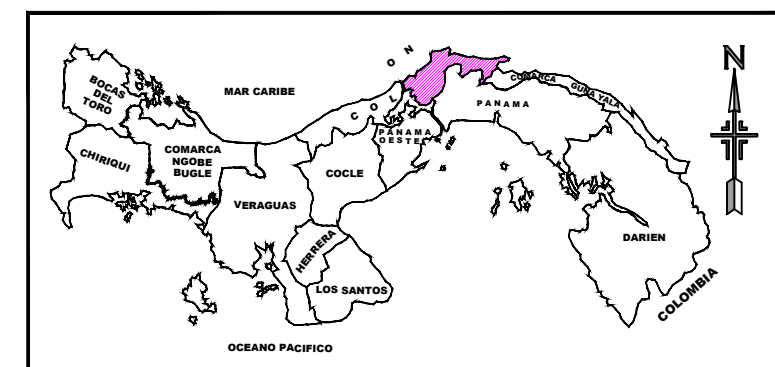 N
MAR CARIBE
BOCAS
DEL
TORO
COLON
COMARCA GUNA YALA
PANAMA
PANAMA
OESTE
CHIRIQUI
COMARCA
NGOBE
BUGLE
COCLE
VERAGUAS
HERRERA
LOS SANTOS
DARIEN
COLOMBIA
OCEANO PACIFICO